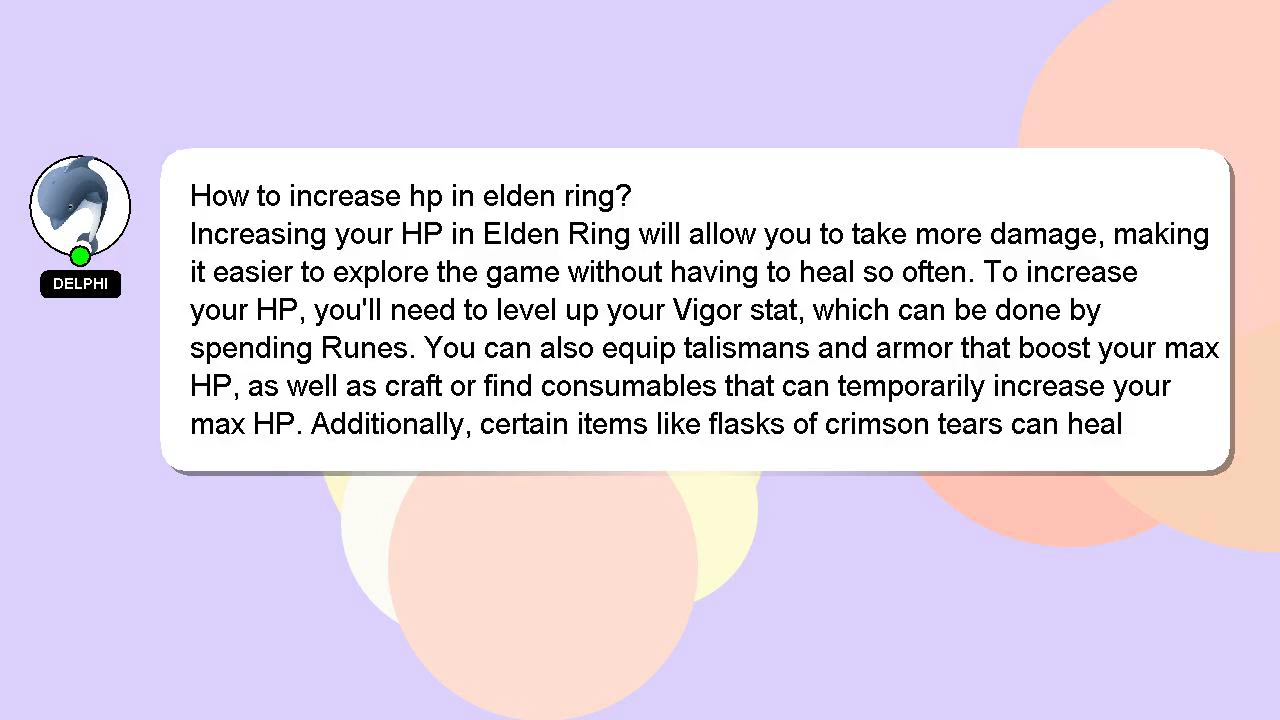 How to increase hp in elden ring?
Increasing your HP in Elden Ring will allow you to take more damage, making
it easier to explore the game without having to heal so often. To increase
your HP, you'll need to level up your Vigor stat, which can be done by
spending Runes. You can also equip talismans and armor that boost your max
HP, as well as craft or find consumables that can temporarily increase your
max HP. Additionally, certain items like flasks of crimson tears can heal
DELPHI